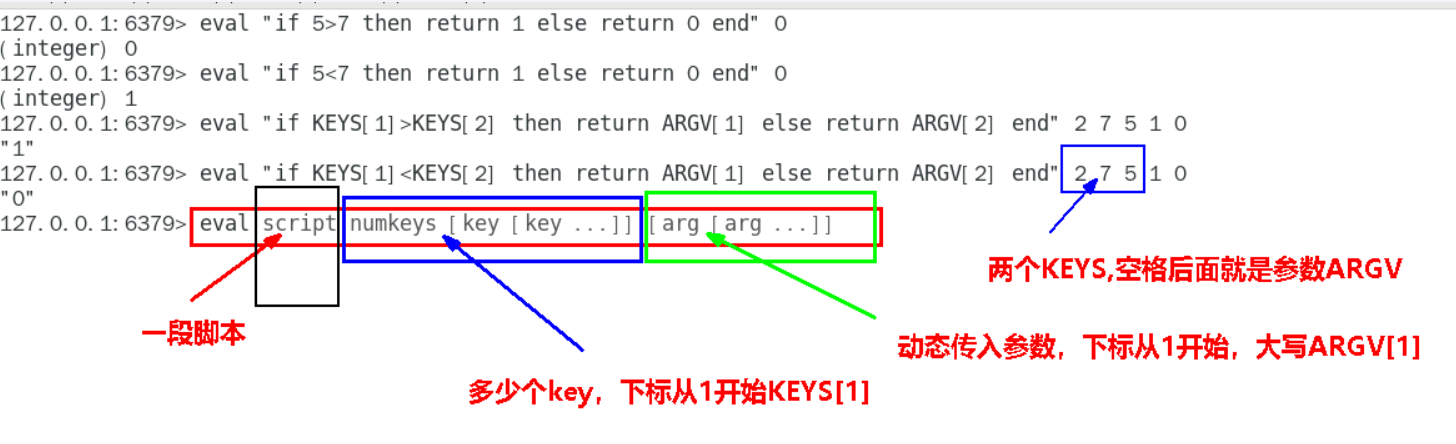 127.0.0.1:6379> eval "if 5>7 then return 1 else return 0 end" 0
(integer) 0
127.0.0.1:6379> eval "if 5<7 then return 1 else return 0 end" 0
(integer) 1
127.0.0.1:6379> eval "if KEYS[1]>KEYS[2] then return ARGV[1] else return ARGV[2] end" 2 7 5 1 0
"1"
127.0.0.1:6379> eval "if KEYS[1]<KEYS[2] then return ARGV[1] else return ARGV[2] end" 2 7 5 1 0
"0"
127.0.0.1:6379> eval script numkeys [key [key ...]] [arg [arg ...]]
两个KEYS,空格后面就是参数ARGV
一段脚本
动态传入参数，下标从1开始，大写ARGV[1]
多少个key，下标从1开始KEYS[1]